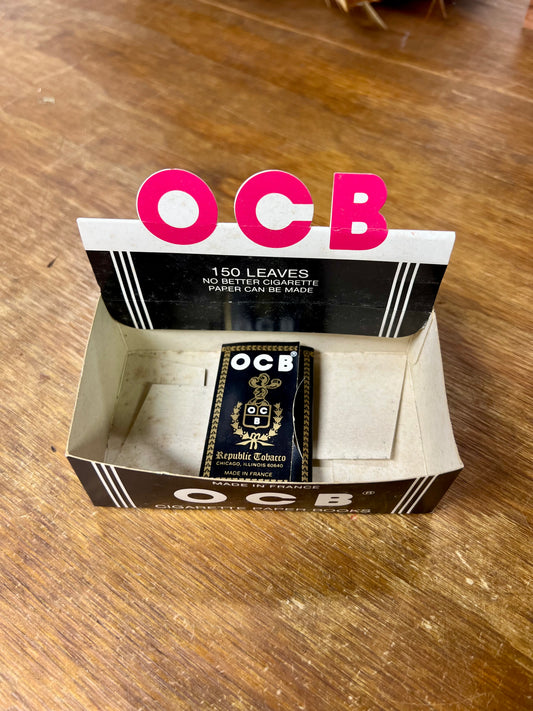 OCB
150 LEAVES
NO BETTER CIGARETTE
PAPER CAN BE MADE
OCB®
OCB
Republic Tobacco
CHICAGO, ILLINOIS 60640
MADE IN FRANCE
MADE IN FRANCE
OCB®
CIGARETTE PAPER BOOKS